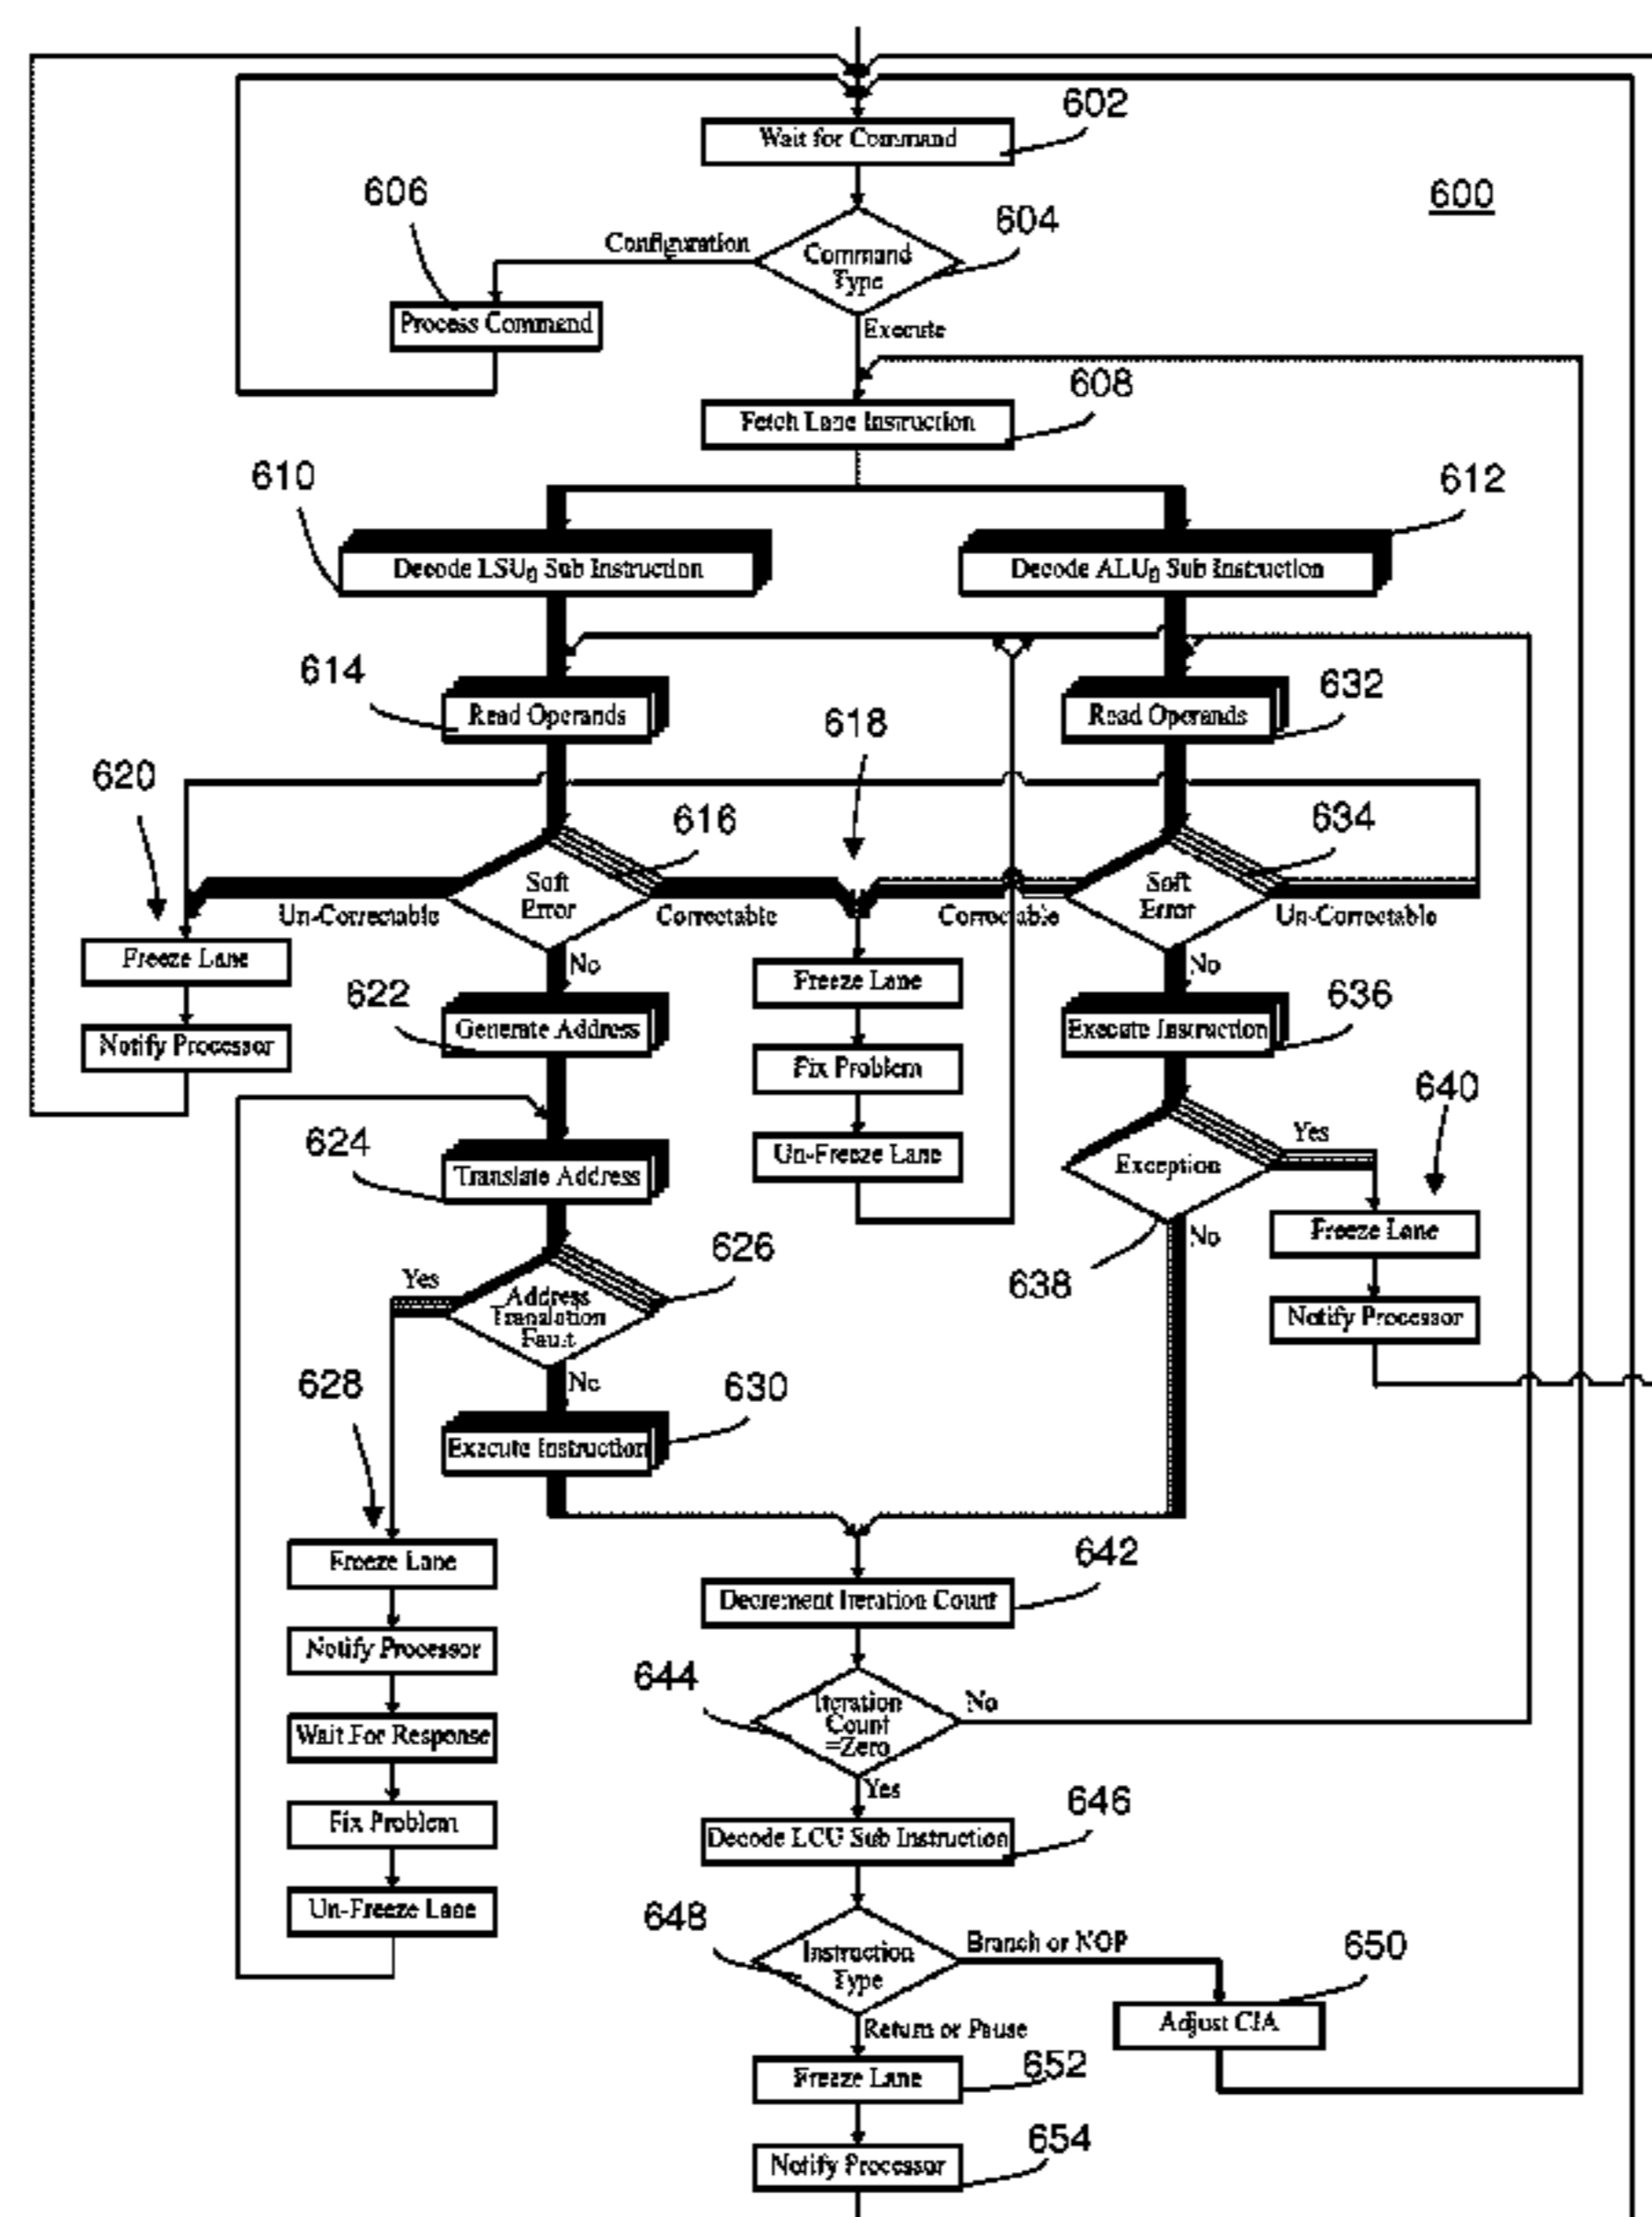 602
Wait for Command
600
606
604
Configuration
Command
Type
Process Command
Execute
608
Fetch Lane Instruction
610
612
Decode LSU₀ Sub Instruction
Decode ALU₀ Sub Instruction
614
632
Read Operands
Read Operands
618
620
616
634
Soft
Error
Soft
Error
Un-Correctable
Correctable
Correctable
Un-Correctable
Freeze Lane
No
Freeze Lane
No
622
636
Generate Address
Execute Instruction
Notify Processor
Fix Problem
640
624
Yes
Translate Address
Un-Freeze Lane
Exception
626
Freeze Lane
No
638
Yes
Address
Translation
Fault
Notify Processor
628
No
630
Execute Instruction
Freeze Lane
642
Decrement Iteration Count
Notify Processor
644
Iteration
Count
=Zero
No
Wait For Response
Yes
646
Fix Problem
Decode LCU Sub Instruction
Un-Freeze Lane
648
Branch or NOP
650
Instruction
Type
Adjust CIA
Return or Pause
652
Freeze Lane
654
Notify Processor